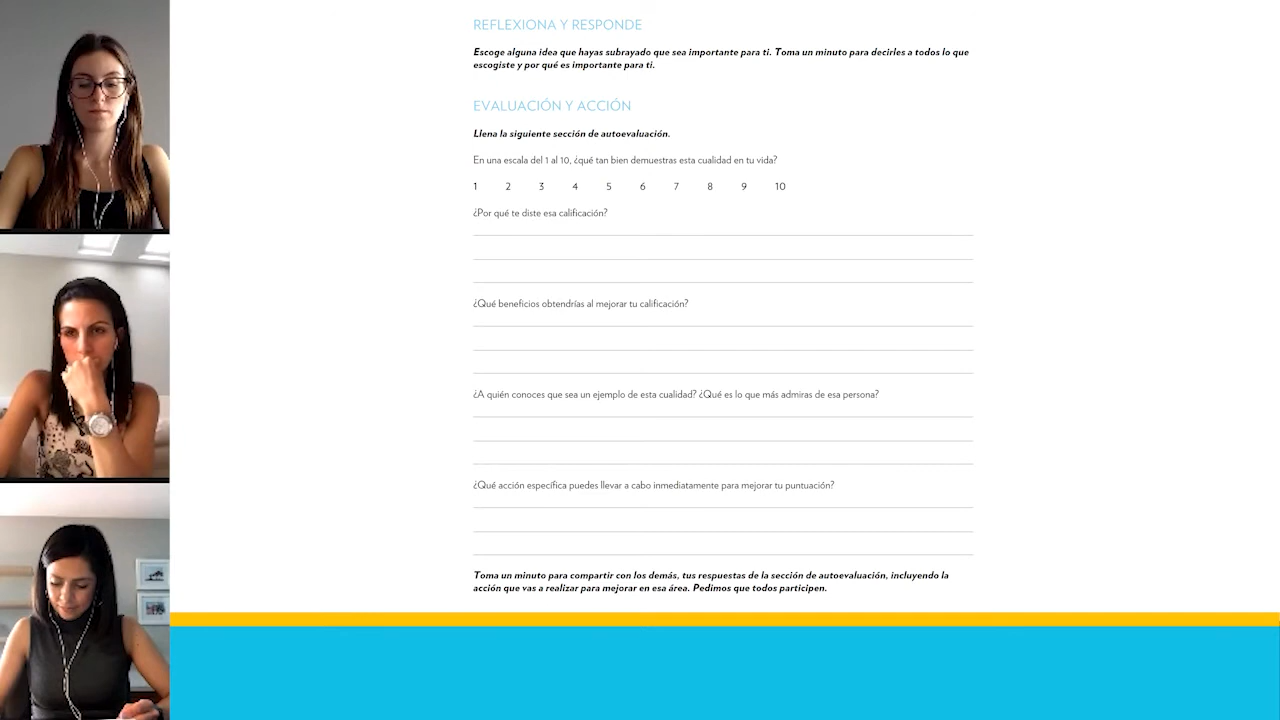 REFLEXIONA Y RESPONDE
Escoge alguna idea que hayas subrayado que sea importante para ti. Toma un minuto para decirles a todos lo que
escogiste y por qué es importante para ti.
EVALUACIÓN Y ACCIÓN
Llena la siguiente sección de autoevaluación.
En una escala del 1 al 10, ¿qué tan bien demuestras esta cualidad en tu vida?
1 2 3 4 5 6 7 8 9 10
¿Por qué te diste esa calificación?
¿Qué beneficios obtendrías al mejorar tu calificación?
¿A quién conoces que sea un ejemplo de esta cualidad? ¿Qué es lo que más admiras de esa persona?
¿Qué acción específica puedes llevar a cabo inmediatamente para mejorar tu puntuación?
Toma un minuto para compartir con los demás, tus respuestas de la sección de autoevaluación, incluyendo la
acción que vas a realizar para mejorar en esa área. Pedimos que todos participen.